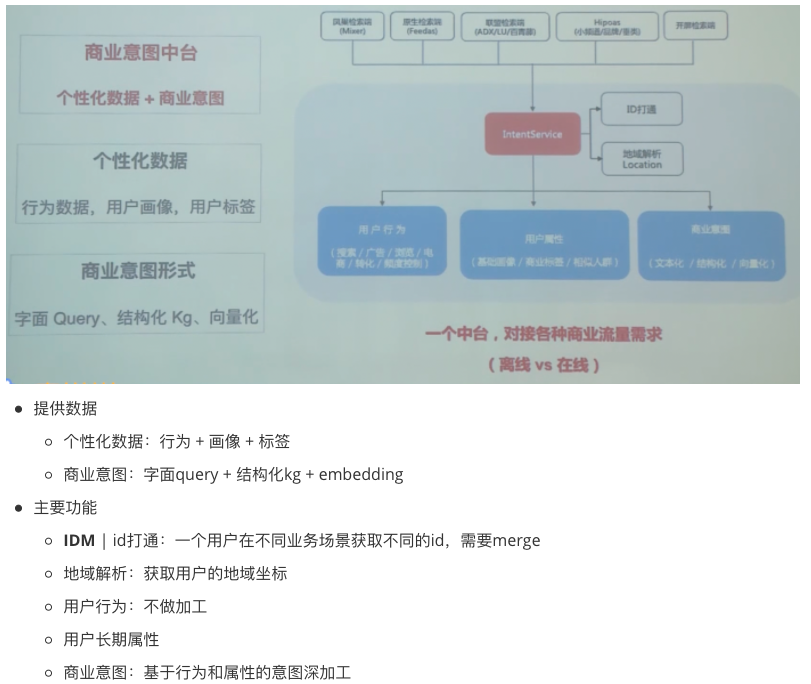 商业意图中台
个性化数据 + 商业意图
个性化数据
行为数据，用户画像，用户标签
商业意图形式
字面 Query、结构化 Kg、向量化
凤巢检索端
(Mixer)
原生检索端
(Feedas)
联盟检索端
(ADX/LU/百青藤)
Hipoas
开屏检索端
IntentService
ID打通
地域解析
Location
用户行为
（搜索 / 广告 / 浏览 / 电
商 / 转化 / 频度控制）
用户属性
（基础画像 / 商业标签 / 相似人群）
商业意图
（文本化 / 结构化 / 向量化）
一个中台，对接各种商业流量需求
（离线 vs 在线）
提供数据
个性化数据：行为 + 画像 + 标签
商业意图：字面query + 结构化kg + embedding
主要功能
IDM | id打通：一个用户在不同业务场景获取不同的id，需要merge
地域解析：获取用户的地域坐标
用户行为：不做加工
用户长期属性
商业意图：基于行为和属性的意图深加工